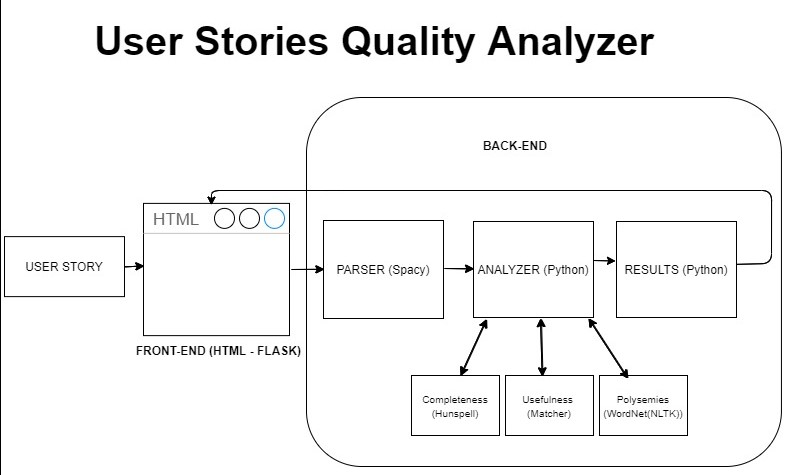 User Stories Quality Analyzer
BACK-END
HTML
USER STORY
PARSER (Spacy)
ANALYZER (Python)
RESULTS (Python)
FRONT-END (HTML - FLASK)
Completeness
(Hunspell)
Usefulness
(Matcher)
Polysemies
(WordNet(NLTK))